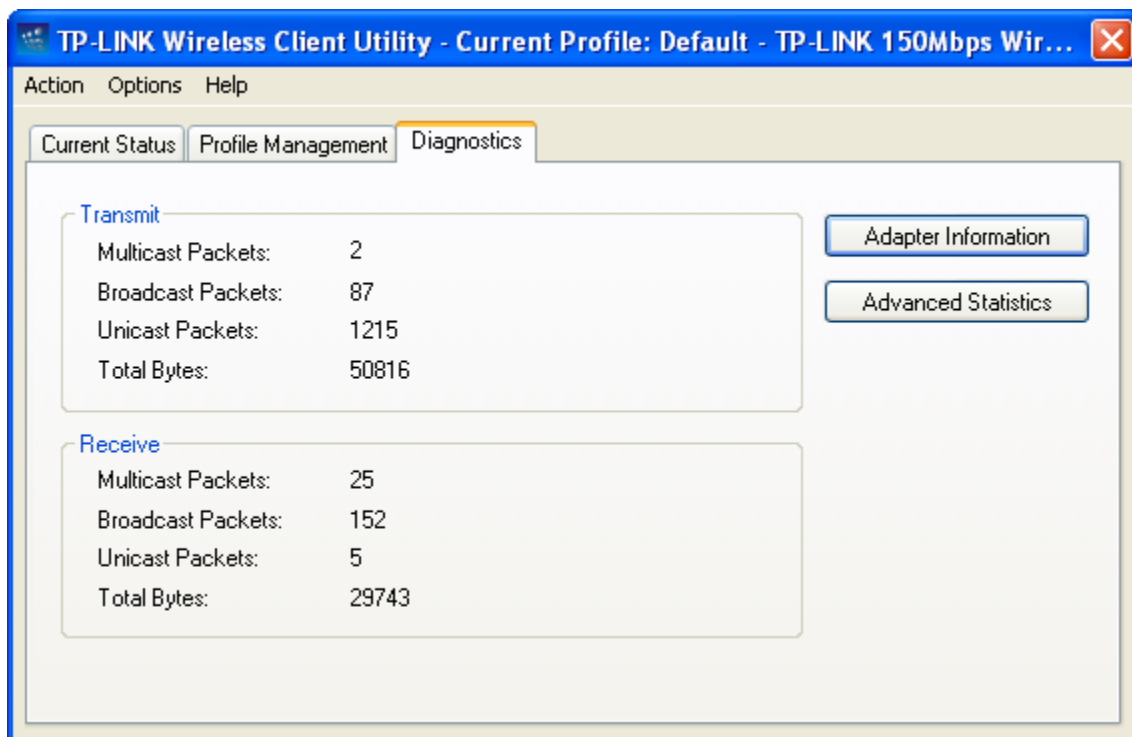 TP-LINK Wireless Client Utility - Current Profile: Default - TP-LINK 150Mbps Wir...
Action Options Help
Current Status Profile Management Diagnostics
Transmit
Multicast Packets: 2
Broadcast Packets: 87
Unicast Packets: 1215
Total Bytes: 50816
Adapter Information
Advanced Statistics
Receive
Multicast Packets: 25
Broadcast Packets: 152
Unicast Packets: 5
Total Bytes: 29743